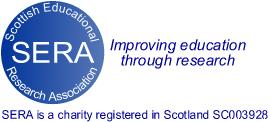 Scottish Educational
SERA
Research Association
Improving education
through research
SERA is a charity registered in Scotland SC003928